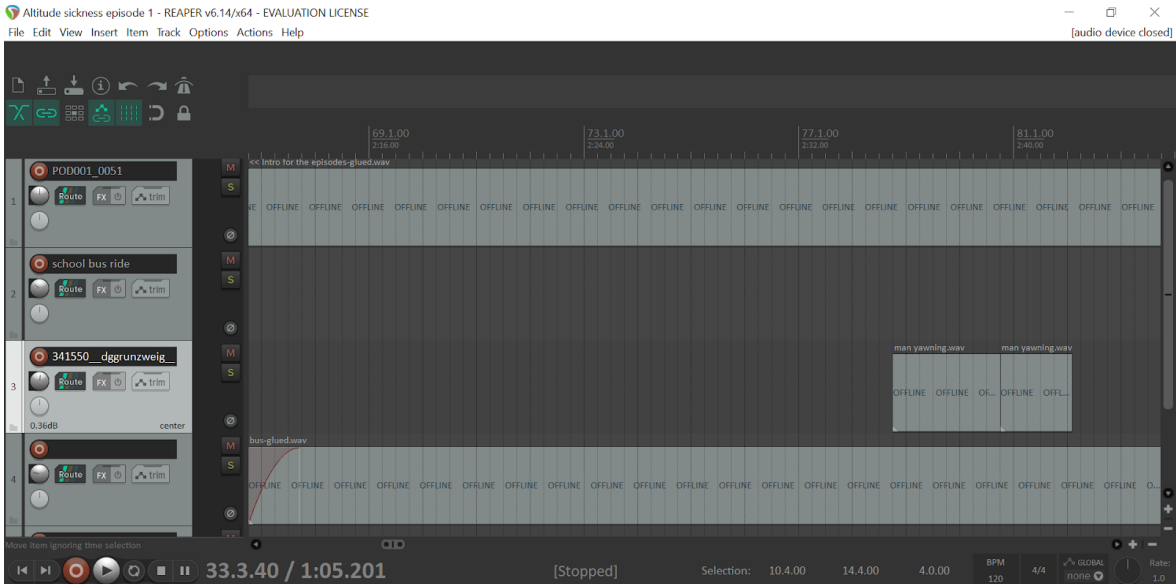 Altitude sickness episode 1 - REAPER v6.14/x64 - EVALUATION LICENSE
File Edit View Insert Item Track Options Actions Help [audio device closed]
69.1.00 73.1.00 77.1.00 81.1.00
2:16.00 2:24.00 2:32.00 2:40.00
<< Intro for the episodes-glued.wav
1 POD001_0051 M
Route FX trim S
NE OFFLINE OFFLINE OFFLINE OFFLINE OFFLINE OFFLINE OFFLINE OFFLINE OFFLINE OFFLINE OFFLINE OFFLINE OFFLINE OFFLINE OFFLINE OFFLINE OFFLINE OFFLINE OFFLINE OFFLINE OFFLINE
Ø
2 school bus ride M
Route FX trim S
Ø
man yawning.wav man yawning.wav
3 341550__dggrunzweig__ M
Route FX trim S
OFFLINE OFFLINE OF... OFFLINE OFFL...
0.36dB center Ø
bus-glued.wav
4 M
Route FX trim S
OFFLINE OFFLINE OFFLINE OFFLINE OFFLINE OFFLINE OFFLINE OFFLINE OFFLINE OFFLINE OFFLINE OFFLINE OFFLINE OFFLINE OFFLINE OFFLINE OFFLINE OFFLINE OFFLINE OFFLINE OFFLINE O...
Ø
Move item ignoring time selection
33.3.40 / 1:05.201 [Stopped] Selection: 10.4.00 14.4.00 4.0.00 BPM 120 4/4 GLOBAL none Rate: 1.0